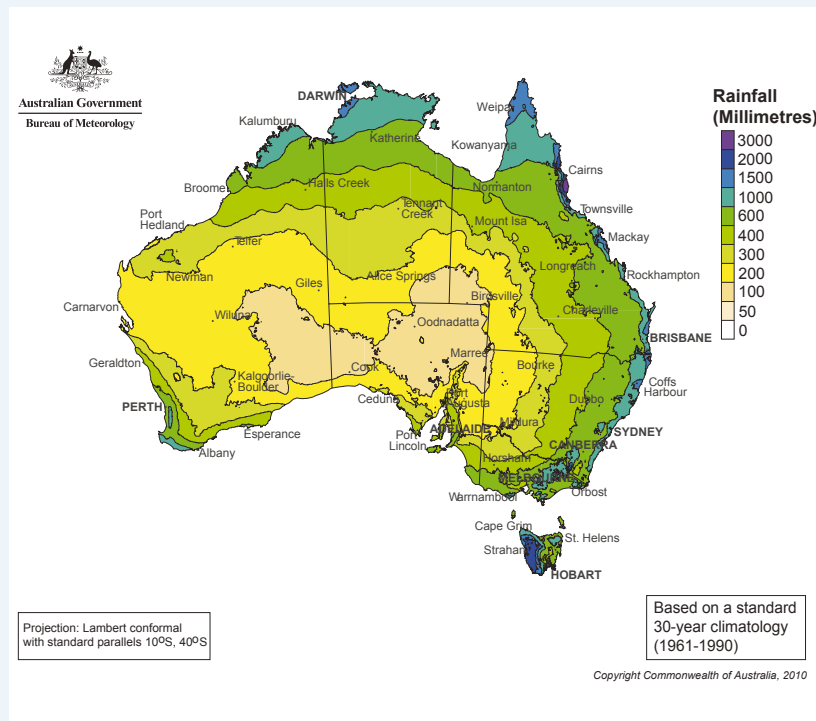 Australian Government
Bureau of Meteorology
Rainfall
(Millimetres)
3000
2000
1500
1000
600
400
300
200
100
50
0
DARWIN
Weipa
Kalumburu
Katherine
Kowanyama
Cairns
Broome
Halls Creek
Normanton
Port
Hedland
Tennant
Creek
Townsville
Mount Isa
Mackay
Telfer
Longreach
Newman
Giles
Alice Springs
Rockhampton
Birdsville
Carnarvon
Wiluna
Charleville
Oodnadatta
BRISBANE
Geraldton
Marree
Cook
Bourke
Kalgoorlie-
Boulder
Coffs
Harbour
Ceduna
Port
Augusta
Dubbo
PERTH
Mildura
ADELAIDE
SYDNEY
Esperance
Port
Lincoln
CANBERRA
Albany
Horsham
MELBOURNE
Orbost
Warrnambool
Cape Grim
St. Helens
Strahan
HOBART
Projection: Lambert conformal
with standard parallels 10ºS, 40ºS
Based on a standard
30-year climatology
(1961-1990)
Copyright Commonwealth of Australia, 2010